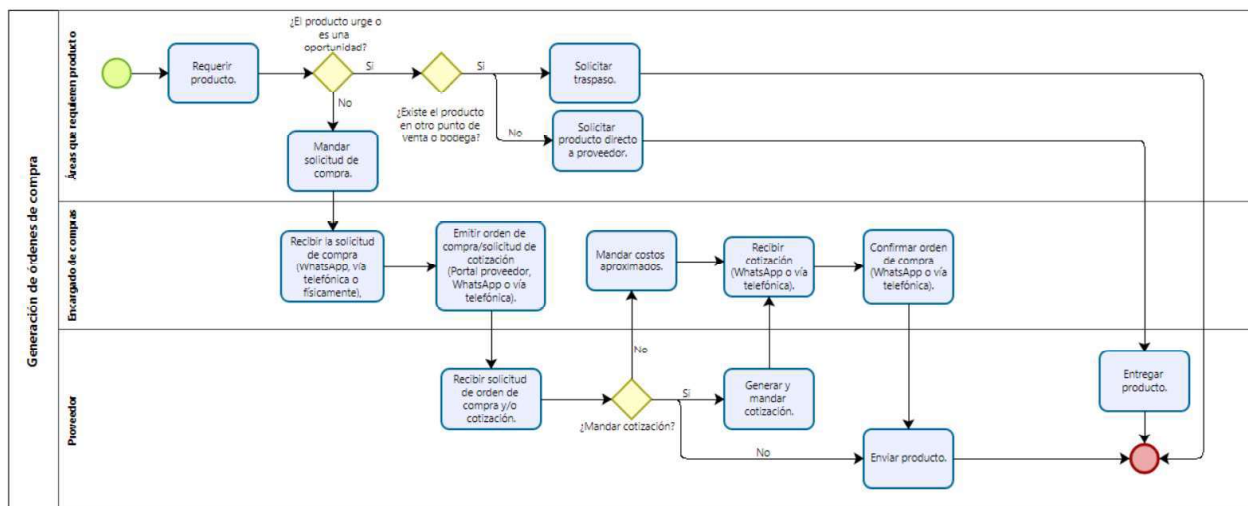 Generación de órdenes de compra
Áreas que requieren producto
¿El producto urge o
es una
oportunidad?
Requerir
producto.
Si
Si
Solicitar
traspaso.
No
¿Existe el producto
en otro punto de
venta o bodega?
No
Solicitar
producto directo
a proveedor.
Mandar
solicitud de
compra.
Encargado de compras
Recibir la solicitud
de compra
(WhatsApp, vía
telefónica o
físicamente),
Emitir orden de
compra/solicitud de
cotización
(Portal proveedor,
WhatsApp o vía
telefónica).
Mandar costos
aproximados.
Recibir
cotización
(WhatsApp o vía
telefónica).
Confirmar orden
de compra
(WhatsApp o vía
telefónica).
Proveedor
No
Recibir solicitud
de orden de
compra y/o
cotización.
Si
¿Mandar cotización?
Generar y
mandar
cotización.
Entregar
producto.
No
Enviar producto.